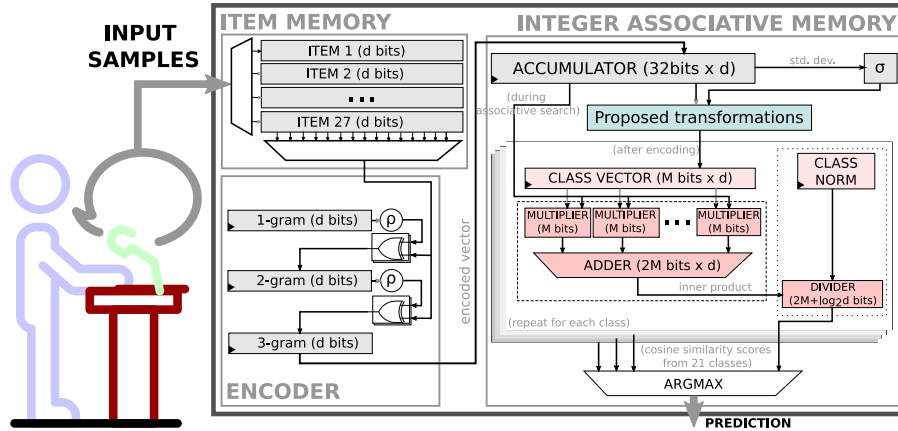 INPUT
SAMPLES
ITEM MEMORY
ITEM 1 (d bits)
ITEM 2 (d bits)
...
ITEM 27 (d bits)
1-gram (d bits)
ρ
2-gram (d bits)
ρ
3-gram (d bits)
ENCODER
encoded vector
INTEGER ASSOCIATIVE MEMORY
ACCUMULATOR (32bits x d)
std. dev.
σ
(during
associative search)
Proposed transformations
(after encoding)
CLASS VECTOR (M bits x d)
CLASS
NORM
MULTIPLIER
(M bits)
MULTIPLIER
(M bits)
...
MULTIPLIER
(M bits)
ADDER (2M bits x d)
inner product
DIVIDER
(2M+log2d bits)
(repeat for each class)
(cosine similarity scores
from 21 classes)
ARGMAX
PREDICTION